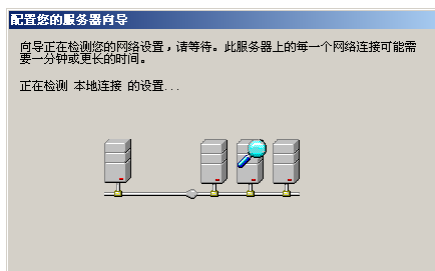 配置您的服务器向导
向导正在检测您的网络设置，请等待。此服务器上的每一个网络连接可能需
要一分钟或更长的时间。
正在检测 本地连接 的设置...